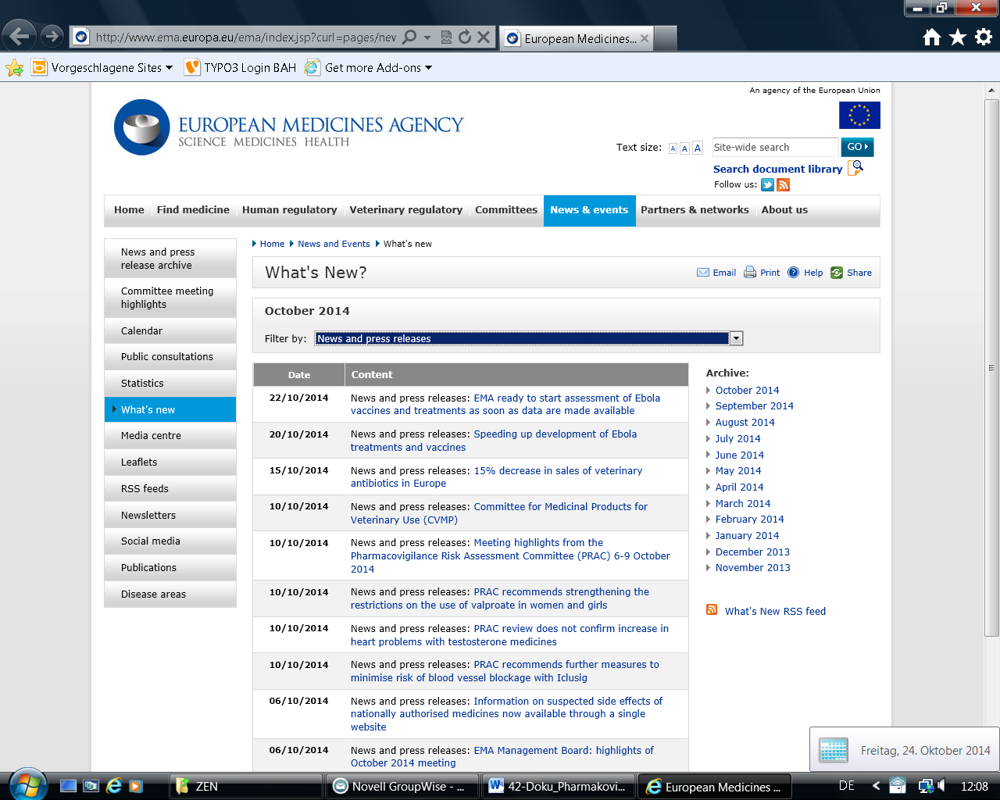 http://www.ema.europa.eu/ema/index.jsp?curl=pages/nev
European Medicines...
Vorgeschlagene Sites
TYPO3 Login BAH
Get more Add-ons
An agency of the European Union
EUROPEAN MEDICINES AGENCY
SCIENCE MEDICINES HEALTH
Text size: A A A
Site-wide search
GO
Search document library
Follow us:
Home
Find medicine
Human regulatory
Veterinary regulatory
Committees
News & events
Partners & networks
About us
News and press
release archive
Committee meeting
highlights
Calendar
Public consultations
Statistics
What's new
Media centre
Leaflets
RSS feeds
Newsletters
Social media
Publications
Disease areas
Home News and Events What's new
What's New?
Email Print Help Share
October 2014
Filter by: News and press releases
Date Content
22/10/2014 News and press releases: EMA ready to start assessment of Ebola
vaccines and treatments as soon as data are made available
20/10/2014 News and press releases: Speeding up development of Ebola
treatments and vaccines
15/10/2014 News and press releases: 15% decrease in sales of veterinary
antibiotics in Europe
10/10/2014 News and press releases: Committee for Medicinal Products for
Veterinary Use (CVMP)
10/10/2014 News and press releases: Meeting highlights from the
Pharmacovigilance Risk Assessment Committee (PRAC) 6-9 October
2014
10/10/2014 News and press releases: PRAC recommends strengthening the
restrictions on the use of valproate in women and girls
10/10/2014 News and press releases: PRAC review does not confirm increase in
heart problems with testosterone medicines
10/10/2014 News and press releases: PRAC recommends further measures to
minimise risk of blood vessel blockage with Iclusig
06/10/2014 News and press releases: Information on suspected side effects of
nationally authorised medicines now available through a single
website
06/10/2014 News and press releases: EMA Management Board: highlights of
October 2014 meeting
Archive:
October 2014
September 2014
August 2014
July 2014
June 2014
May 2014
April 2014
March 2014
February 2014
January 2014
December 2013
November 2013
What's New RSS feed
Freitag, 24. Oktober 2014
ZEN
Novell GroupWise - ...
42-Doku_Pharmakovi...
European Medicines ...
DE
12:08